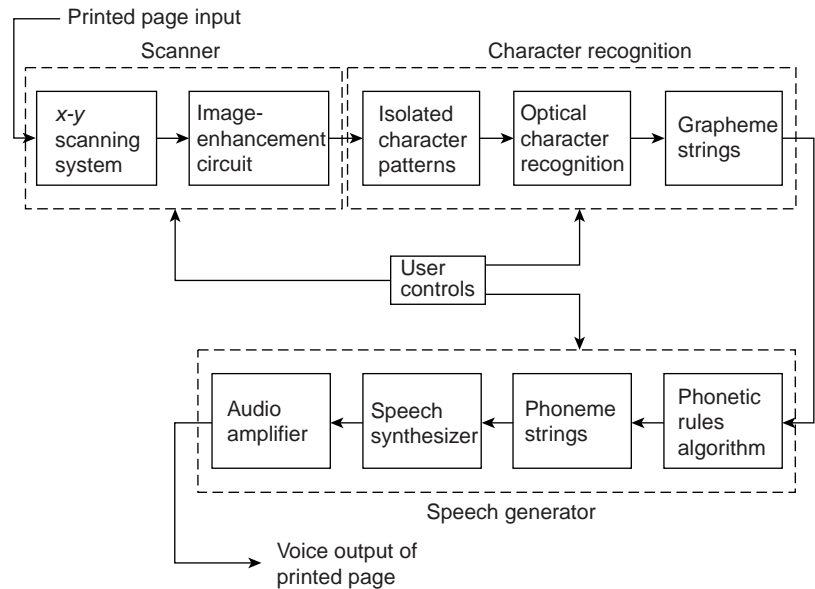 Printed page input
Scanner
Character recognition
x-y
scanning
system
Image-
enhancement
circuit
Isolated
character
patterns
Optical
character
recognition
Grapheme
strings
User
controls
Audio
amplifier
Speech
synthesizer
Phoneme
strings
Phonetic
rules
algorithm
Speech generator
Voice output of
printed page